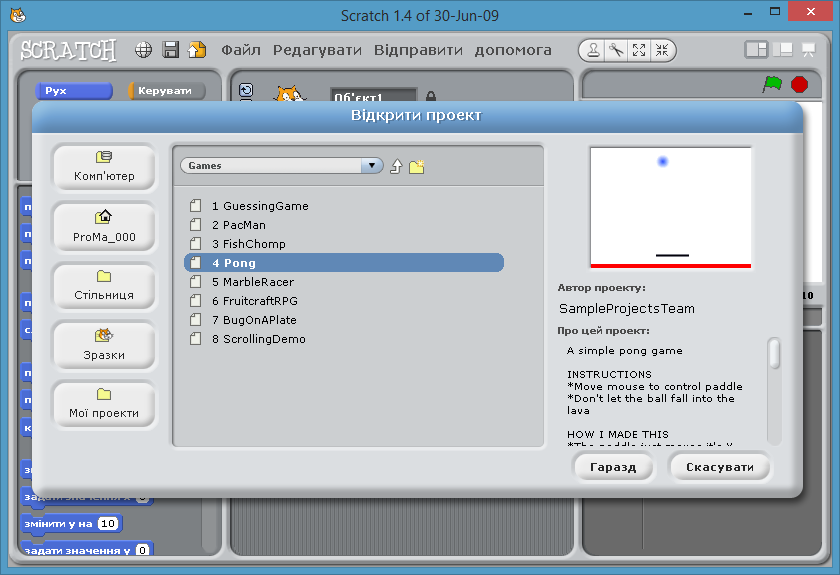 Scratch 1.4 of 30-Jun-09
SCRATCH
Файл Редагувати Відправити допомога
Рух
Керувати
Об'єкт1
Відкрити проект
Комп'ютер
ProMa_000
Стільниця
Зразки
Мої проекти
Games
1 GuessingGame
2 PacMan
3 FishChomp
4 Pong
5 MarbleRacer
6 FruitcraftRPG
7 BugOnAPlate
8 ScrollingDemo
Автор проекту:
SampleProjectsTeam
Про цей проект:
A simple pong game
INSTRUCTIONS
*Move mouse to control paddle
*Don't let the ball fall into the
lava
HOW I MADE THIS
*The paddle just moves it's X
Гаразд
Скасувати
10
задати значення x 0
змінити y на 10
задати значення y 0